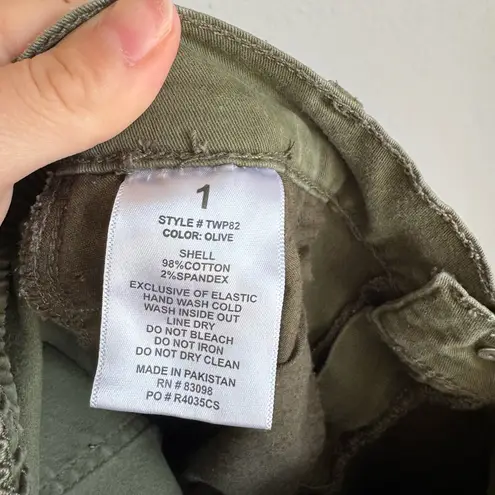 1
STYLE # TWP82
COLOR: OLIVE
SHELL
98%COTTON
2%SPANDEX
EXCLUSIVE OF ELASTIC
HAND WASH COLD
WASH INSIDE OUT
LINE DRY
DO NOT BLEACH
DO NOT IRON
DO NOT DRY CLEAN
MADE IN PAKISTAN
RN # 83098
PO # R4035CS